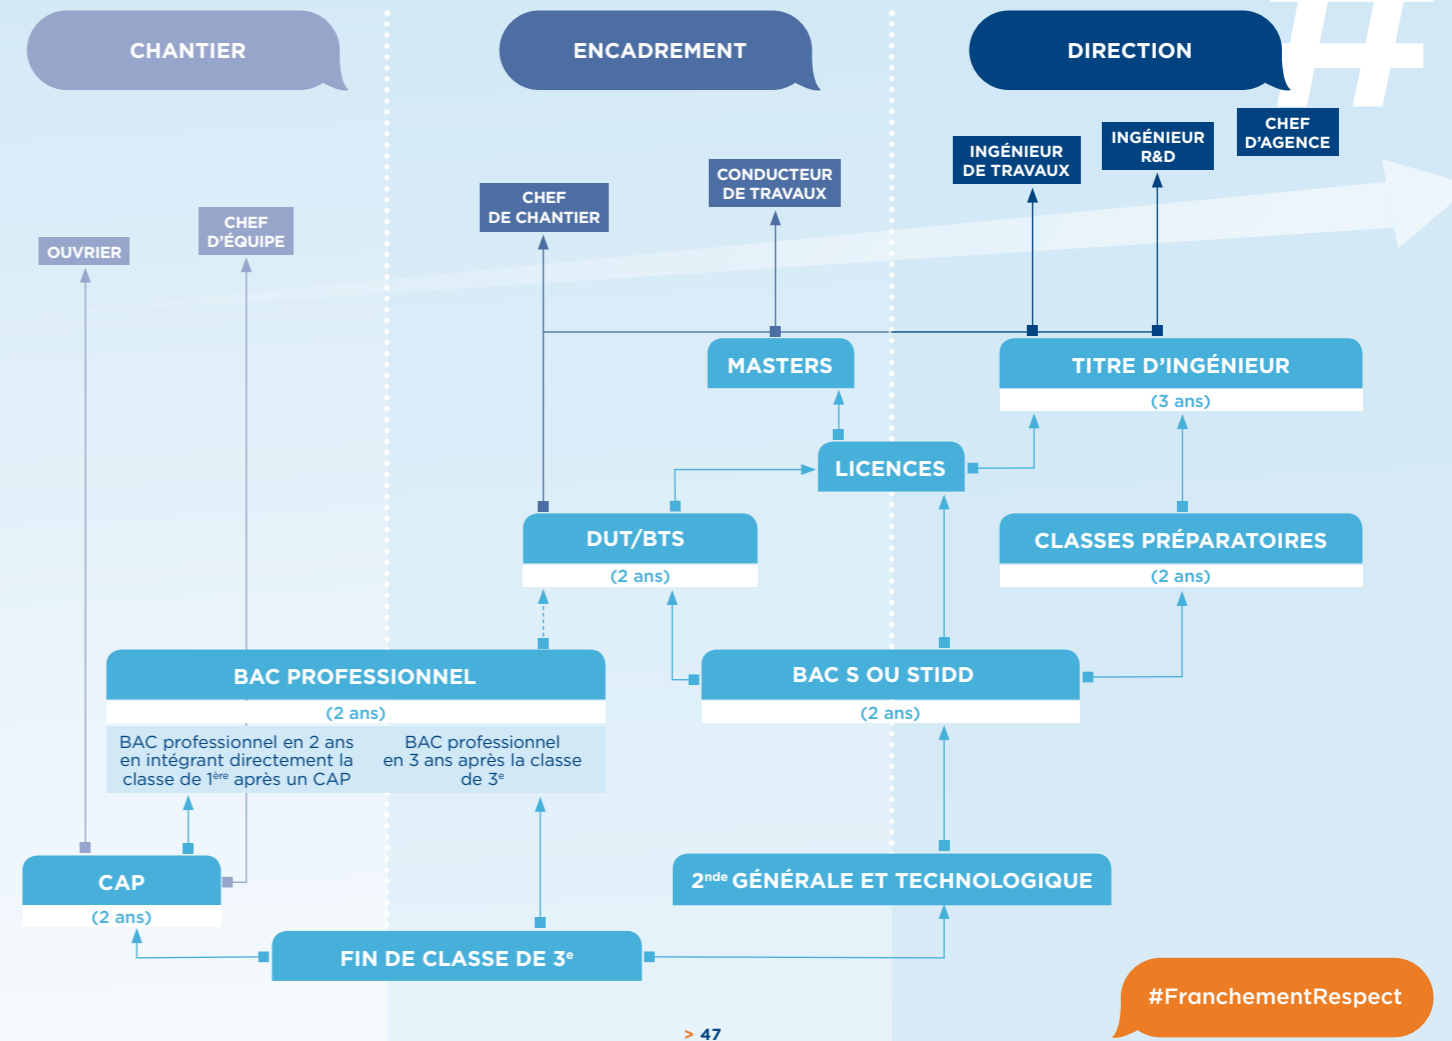 CHANTIER
ENCADREMENT
DIRECTION
#
OUVRIER
CHEF
D'ÉQUIPE
CHEF
DE CHANTIER
CONDUCTEUR
DE TRAVAUX
INGÉNIEUR
DE TRAVAUX
INGÉNIEUR
R&D
CHEF
D'AGENCE
MASTERS
TITRE D'INGÉNIEUR
(3 ans)
LICENCES
DUT/BTS
(2 ans)
CLASSES PRÉPARATOIRES
(2 ans)
BAC PROFESSIONNEL
(2 ans)
BAC professionnel en 2 ans
en intégrant directement la
classe de 1ère après un CAP
BAC professionnel
en 3 ans après la classe
de 3e
BAC S OU STIDD
(2 ans)
CAP
(2 ans)
2nde GÉNÉRALE ET TECHNOLOGIQUE
FIN DE CLASSE DE 3e
#FranchementRespect
> 47